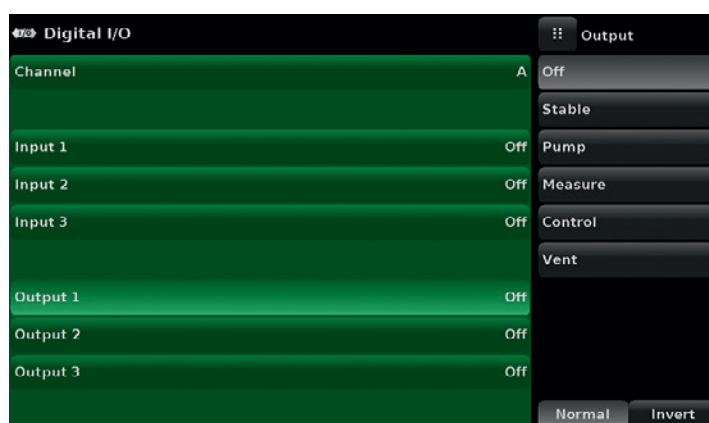 I/O Digital I/O
Channel A
Input 1 Off
Input 2 Off
Input 3 Off
Output 1 Off
Output 2 Off
Output 3 Off
Output
Off
Stable
Pump
Measure
Control
Vent
Normal Invert